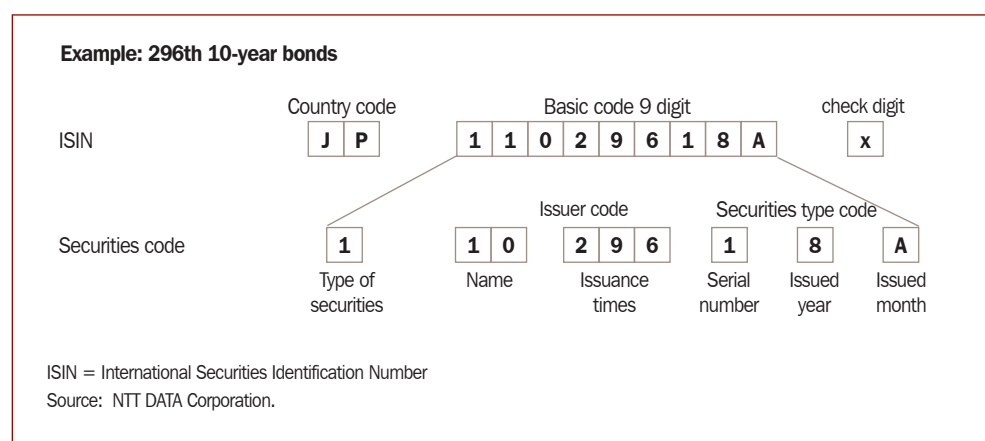 Example: 296th 10-year bonds
Country code Basic code 9 digit check digit
ISIN J P 1 1 0 2 9 6 1 8 A x
Issuer code Securities type code
Securities code 1 1 0 2 9 6 1 8 A
Type of Name Issuance Serial Issued Issued
securities times number year month
ISIN = International Securities Identification Number
Source: NTT DATA Corporation.